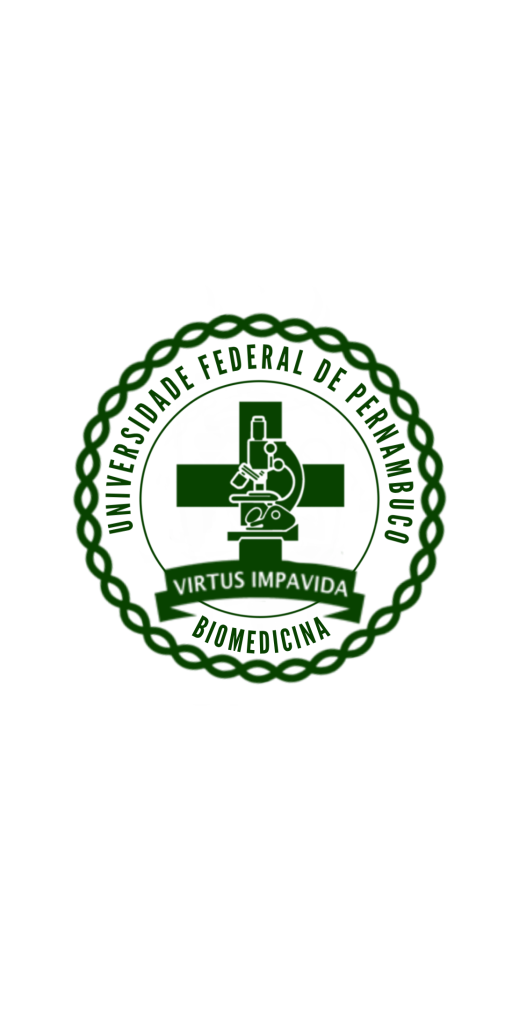 UNIVERSIDADE FEDERAL DE PERNAMBUCO
VIRTUS IMPAVIDA
BIOMEDICINA